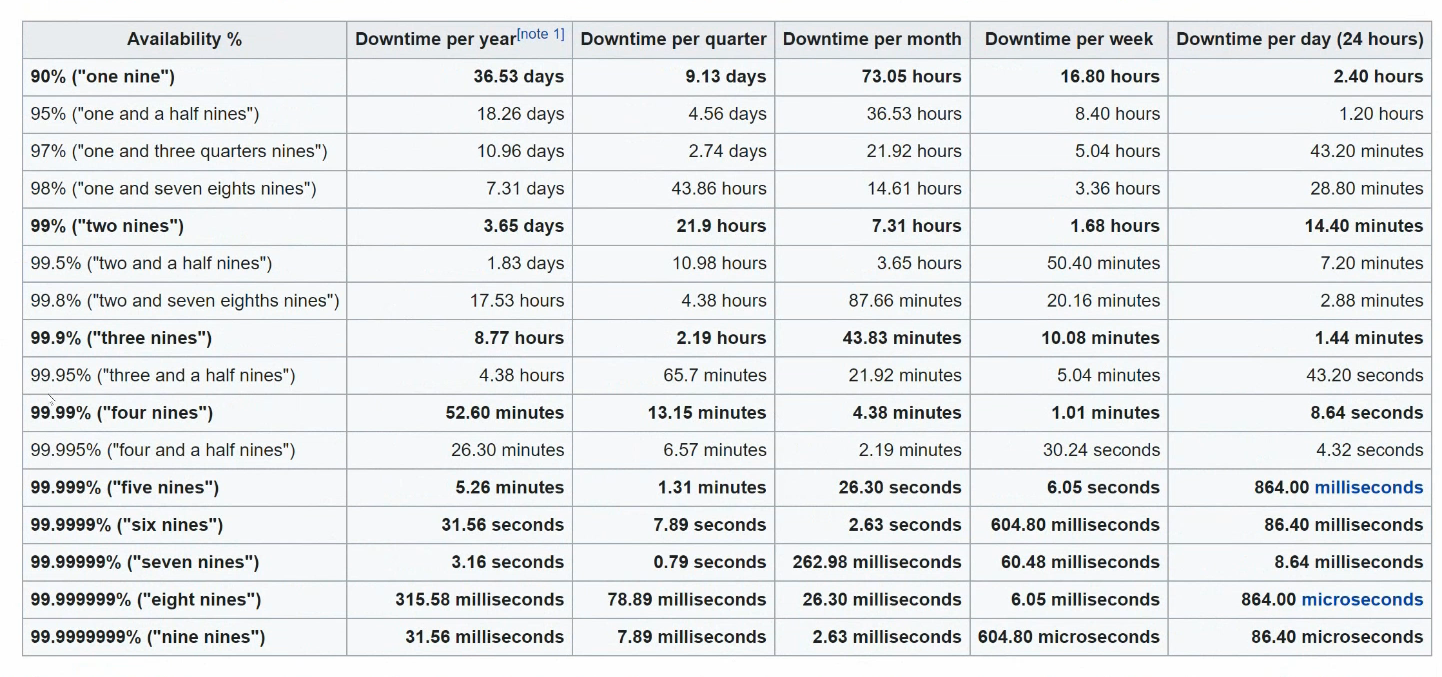 Availability % Downtime per year[note 1] Downtime per quarter Downtime per month Downtime per week Downtime per day (24 hours)
90% ("one nine") 36.53 days 9.13 days 73.05 hours 16.80 hours 2.40 hours
95% ("one and a half nines") 18.26 days 4.56 days 36.53 hours 8.40 hours 1.20 hours
97% ("one and three quarters nines") 10.96 days 2.74 days 21.92 hours 5.04 hours 43.20 minutes
98% ("one and seven eights nines") 7.31 days 43.86 hours 14.61 hours 3.36 hours 28.80 minutes
99% ("two nines") 3.65 days 21.9 hours 7.31 hours 1.68 hours 14.40 minutes
99.5% ("two and a half nines") 1.83 days 10.98 hours 3.65 hours 50.40 minutes 7.20 minutes
99.8% ("two and seven eighths nines") 17.53 hours 4.38 hours 87.66 minutes 20.16 minutes 2.88 minutes
99.9% ("three nines") 8.77 hours 2.19 hours 43.83 minutes 10.08 minutes 1.44 minutes
99.95% ("three and a half nines") 4.38 hours 65.7 minutes 21.92 minutes 5.04 minutes 43.20 seconds
99.99% ("four nines") 52.60 minutes 13.15 minutes 4.38 minutes 1.01 minutes 8.64 seconds
99.995% ("four and a half nines") 26.30 minutes 6.57 minutes 2.19 minutes 30.24 seconds 4.32 seconds
99.999% ("five nines") 5.26 minutes 1.31 minutes 26.30 seconds 6.05 seconds 864.00 milliseconds
99.9999% ("six nines") 31.56 seconds 7.89 seconds 2.63 seconds 604.80 milliseconds 86.40 milliseconds
99.99999% ("seven nines") 3.16 seconds 0.79 seconds 262.98 milliseconds 60.48 milliseconds 8.64 milliseconds
99.999999% ("eight nines") 315.58 milliseconds 78.89 milliseconds 26.30 milliseconds 6.05 milliseconds 864.00 microseconds
99.9999999% ("nine nines") 31.56 milliseconds 7.89 milliseconds 2.63 milliseconds 604.80 microseconds 86.40 microseconds